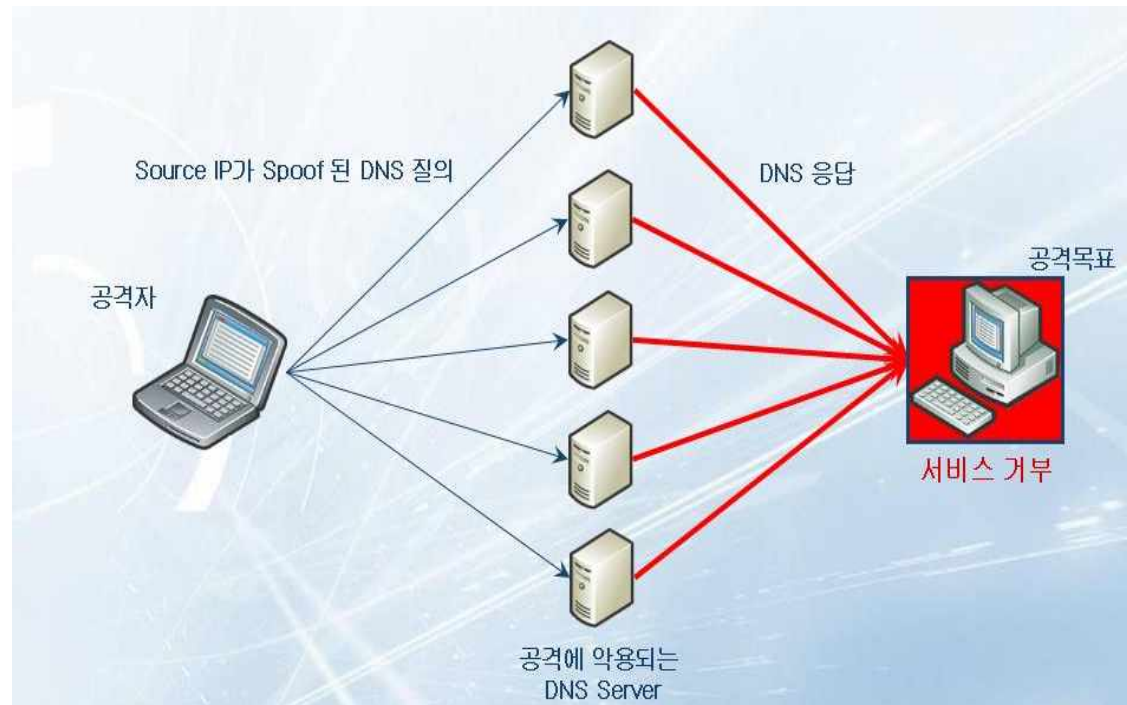 Source IP가 Spoof 된 DNS 질의
DNS 응답
공격자
공격목표
서비스 거부
공격에 악용되는
DNS Server